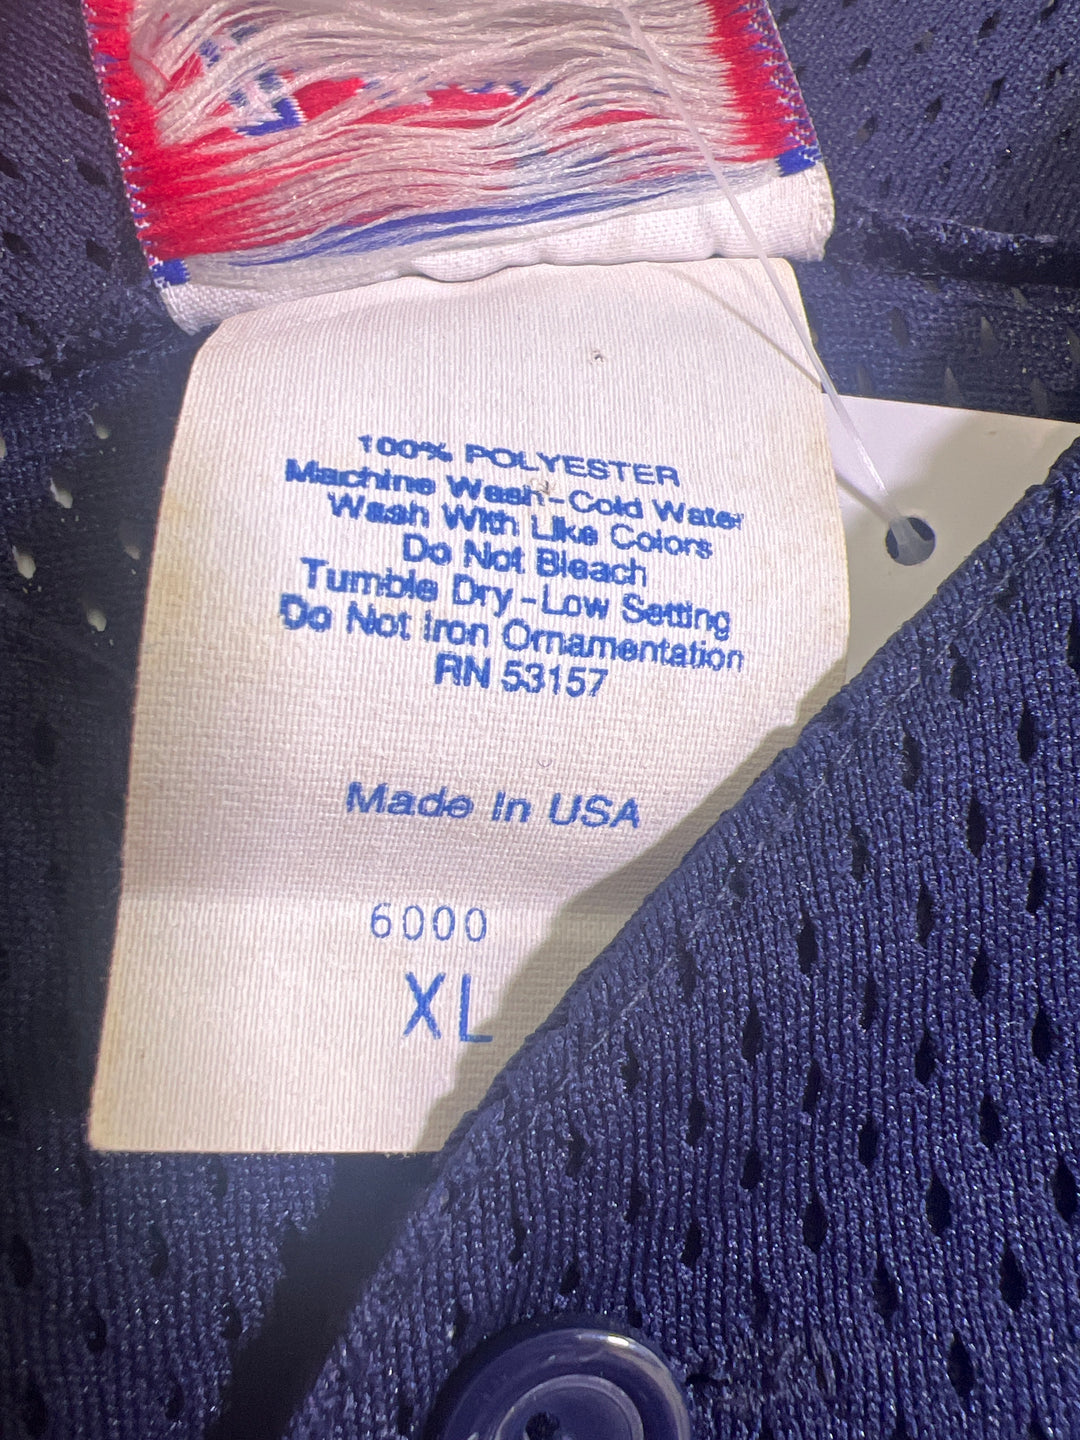 100% POLYESTER
Machine Wash-Cold Water
Wash With Like Colors
Do Not Bleach
Tumble Dry-Low Setting
Do Not Iron Ornamentation
RN 53157
Made In USA
6000
XL